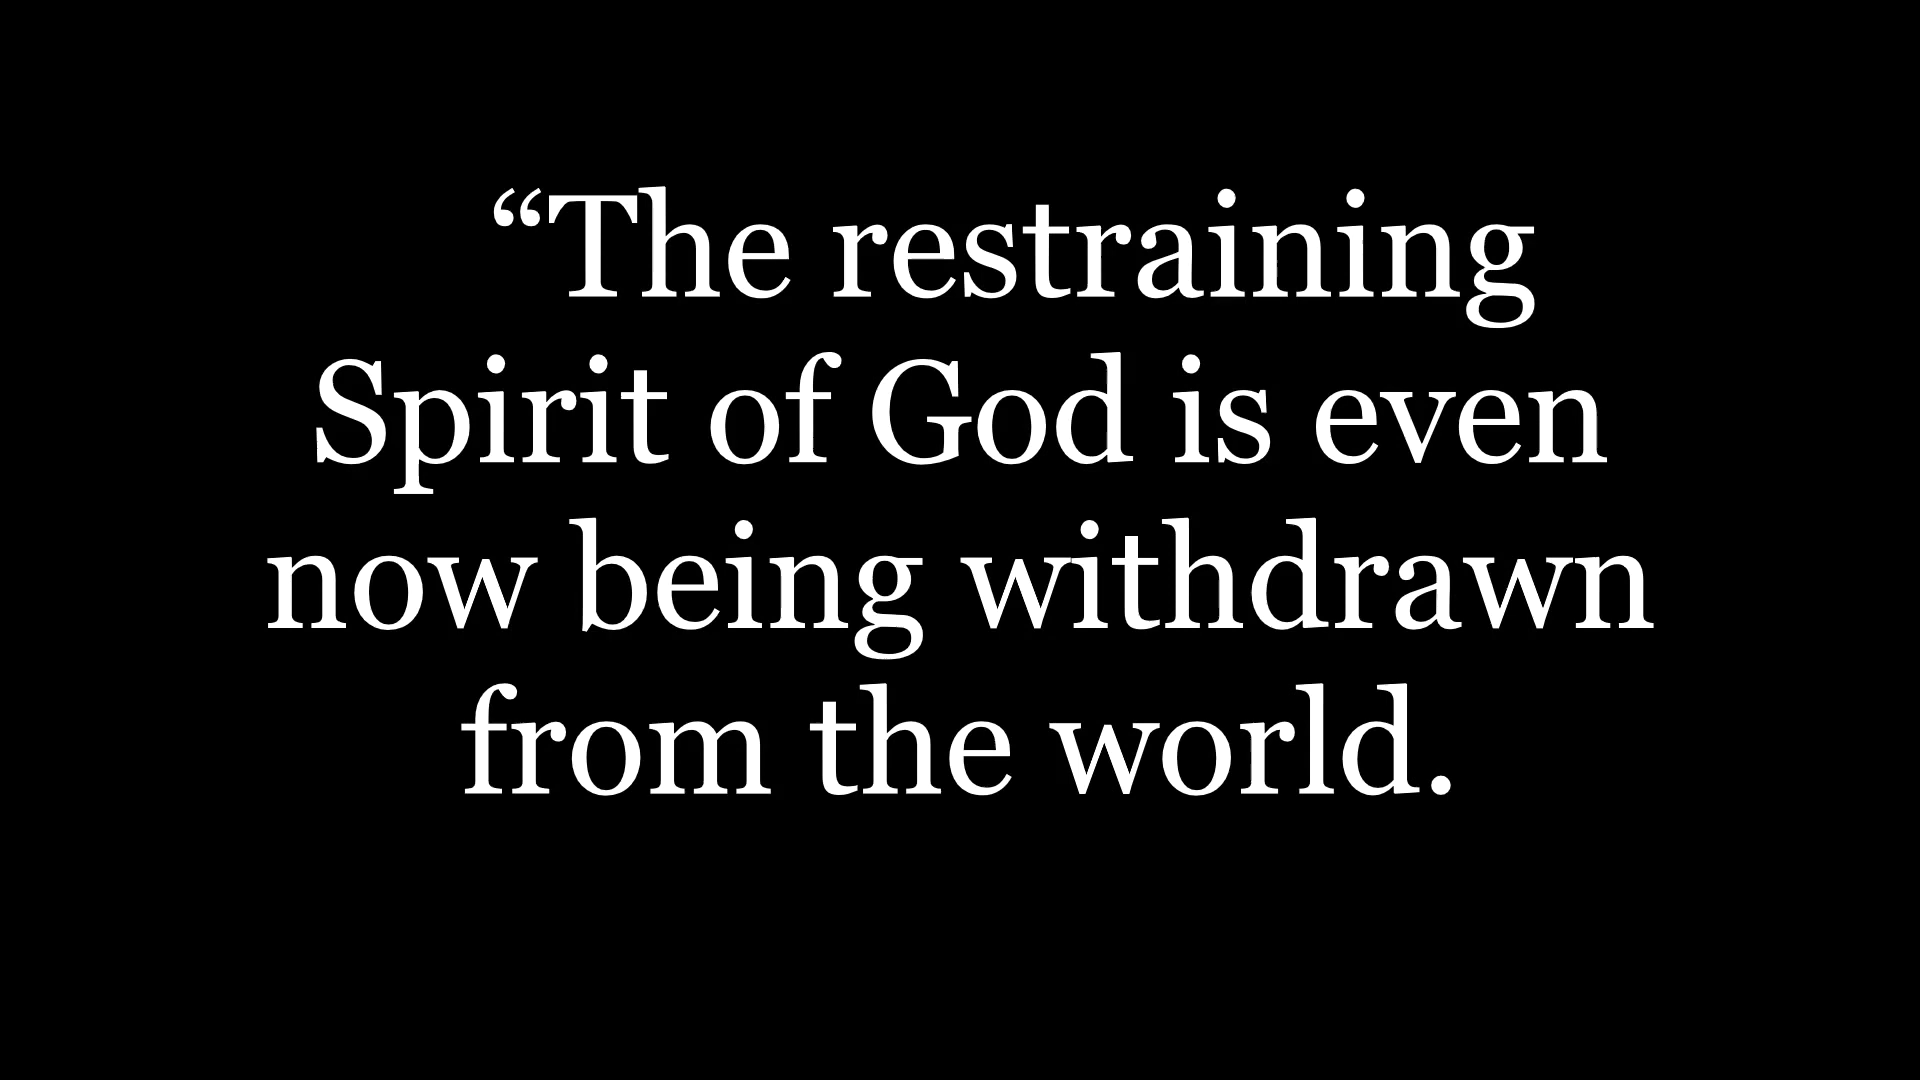 “The restraining
Spirit of God is even
now being withdrawn
from the world.